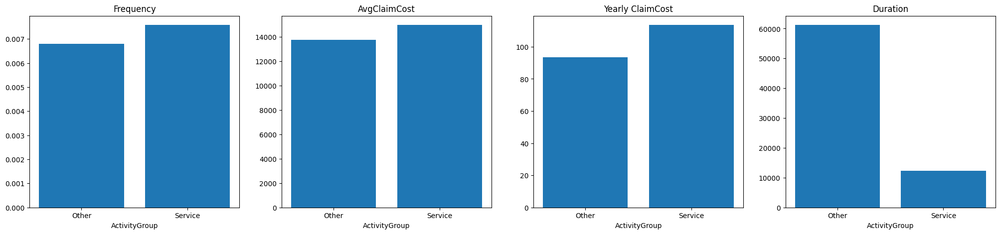 Frequency
0.007
0.006
0.005
0.004
0.003
0.002
0.001
0.000
Other Service
ActivityGroup
AvgClaimCost
14000
12000
10000
8000
6000
4000
2000
0
Other Service
ActivityGroup
Yearly ClaimCost
100
80
60
40
20
0
Other Service
ActivityGroup
Duration
60000
50000
40000
30000
20000
10000
0
Other Service
ActivityGroup